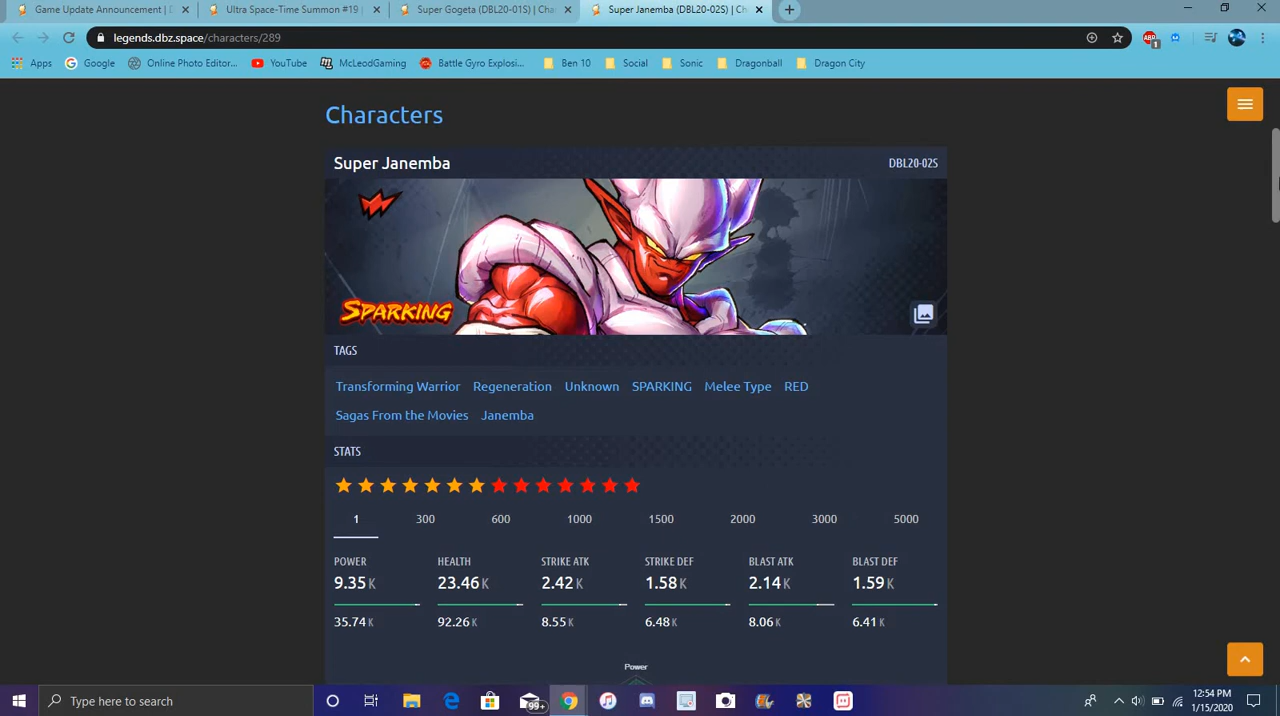 Game Update Announcement | D
Ultra Space-Time Summon #19 |
Super Gogeta (DBL20-01S) | Cha
Super Janemba (DBL20-02S) | Ch
legends.dbz.space/characters/289
ABP
1
Apps
Google
Online Photo Editor...
YouTube
McLeodGaming
Battle Gyro Explosi...
Ben 10
Social
Sonic
Dragonball
Dragon City
Characters
Super Janemba
DBL20-02S
SPARKING
TAGS
Transforming Warrior Regeneration Unknown SPARKING Melee Type RED
Sagas From the Movies Janemba
STATS
1 300 600 1000 1500 2000 3000 5000
POWER HEALTH STRIKE ATK STRIKE DEF BLAST ATK BLAST DEF
9.35 K 23.46 K 2.42 K 1.58 K 2.14 K 1.59 K
35.74 K 92.26 K 8.55 K 6.48 K 8.06 K 6.41 K
Power
Type here to search
99+
12:54 PM
1/15/2020